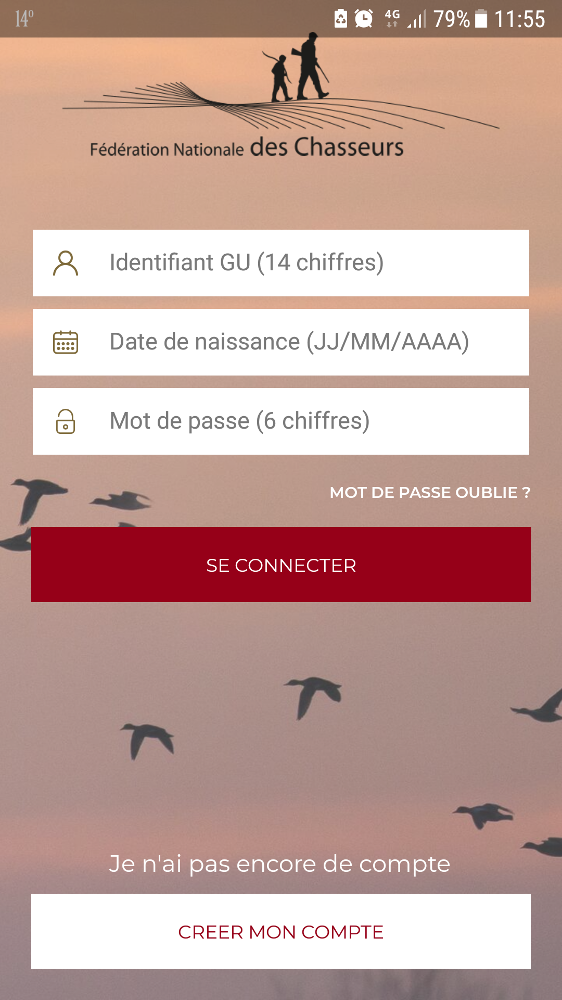 14°
4G 79% 11:55
Fédération Nationale des Chasseurs
Identifiant GU (14 chiffres)
Date de naissance (JJ/MM/AAAA)
Mot de passe (6 chiffres)
MOT DE PASSE OUBLIE ?
SE CONNECTER
Je n'ai pas encore de compte
CREER MON COMPTE